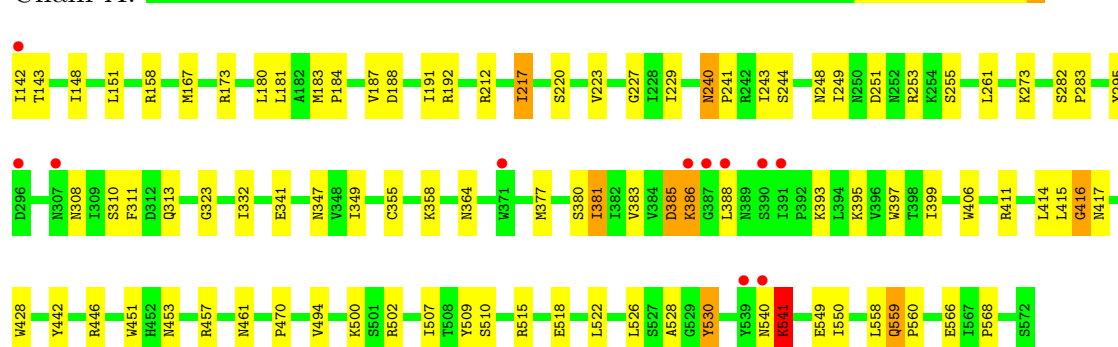 I142 T143 I148 L151 R158 M167 R173 L180 L181 A182 M183 P184 V187 D188 I191 R192 R212 I217 S220 V223 G227 I228 I229 N240 P241 R242 I243 S244 N248 I249 N250 D251 N252 R253 K254 S255 L261 K273 S282 P283
D296 N307 N308 I309 S310 F311 D312 Q313 G323 I332 E341 N347 V348 I349 C355 K358 N364 W371 M377 S380 I381 I382 V383 V384 D385 K386 G387 L388 N389 S390 I391 P392 K393 L394 K395 V396 W397 T398 I399 W406 R411 L414 L415 G416 N417
W428 Y442 R446 W451 H452 N453 R457 N461 P470 V494 K500 S501 R502 I507 T508 Y509 S510 R515 E518 L522 L526 S527 A528 G529 Y530 Y539 N540 K541 E549 I550 L558 Q559 P560 E566 I567 P568 S572